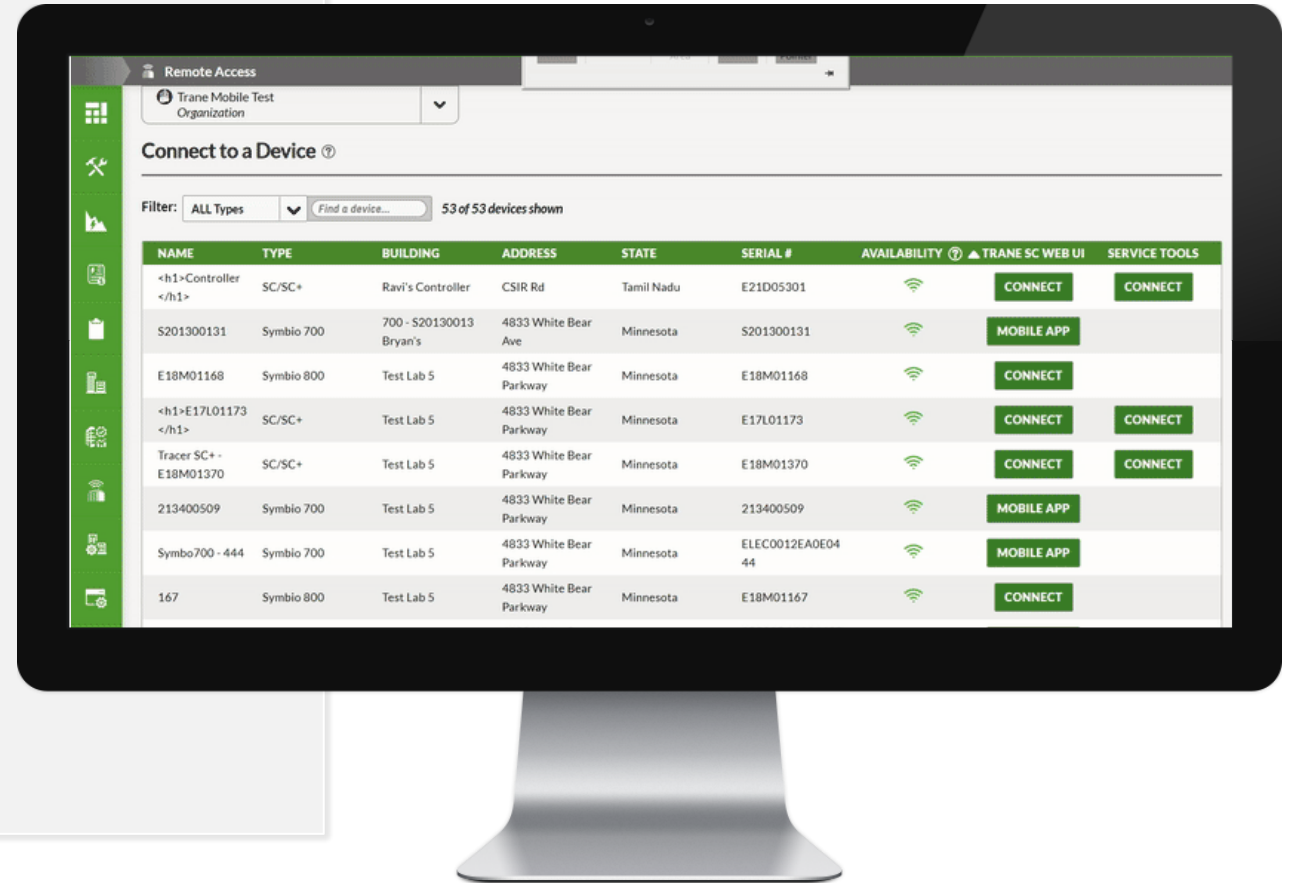 Remote Access
Trane Mobile Test
Organization
Connect to a Device ?
Filter: ALL Types Find a device... 53 of 53 devices shown
NAME TYPE BUILDING ADDRESS STATE SERIAL # AVAILABILITY ? TRANE SC WEB UI SERVICE TOOLS
<h1>Controller
</h1> SC/SC+ Ravi's Controller CSIR Rd Tamil Nadu E21D05301 CONNECT CONNECT
S201300131 Symbio 700 700 - S20130013 4833 White Bear Minnesota S201300131 MOBILE APP
Bryan's Ave
E18M01168 Symbio 800 Test Lab 5 4833 White Bear Minnesota E18M01168 CONNECT
Parkway
<h1>E17L01173 SC/SC+ Test Lab 5 4833 White Bear Minnesota E17L01173 CONNECT CONNECT
</h1> Parkway
Tracer SC+ - SC/SC+ Test Lab 5 4833 White Bear Minnesota E18M01370 CONNECT CONNECT
E18M01370 Parkway
213400509 Symbio 700 Test Lab 5 4833 White Bear Minnesota 213400509 MOBILE APP
Parkway
Symbo700 - 444 Symbio 700 Test Lab 5 4833 White Bear Minnesota ELEC0012EA0E04 MOBILE APP
Parkway 44
167 Symbio 800 Test Lab 5 4833 White Bear Minnesota E18M01167 CONNECT
Parkway